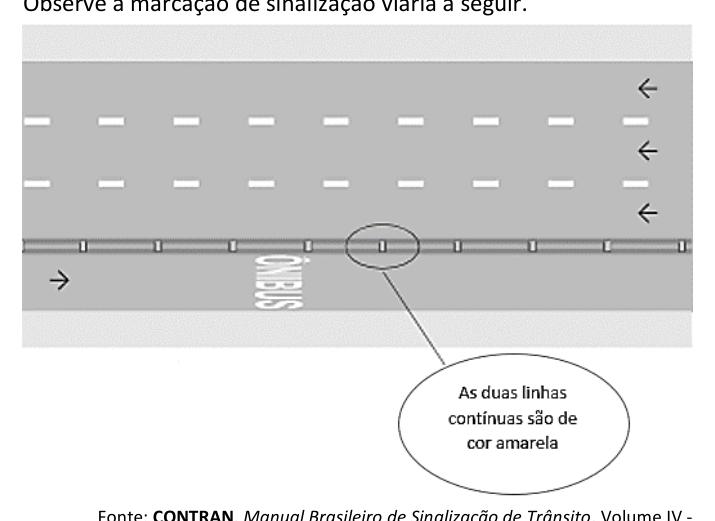 Observe a marcação de sinalização viária a seguir.
ÔNIBUS
As duas linhas
contínuas são de
cor amarela
Fonte: CONTRAN. Manual Brasileiro de Sinalização de Trânsito. Volume IV -